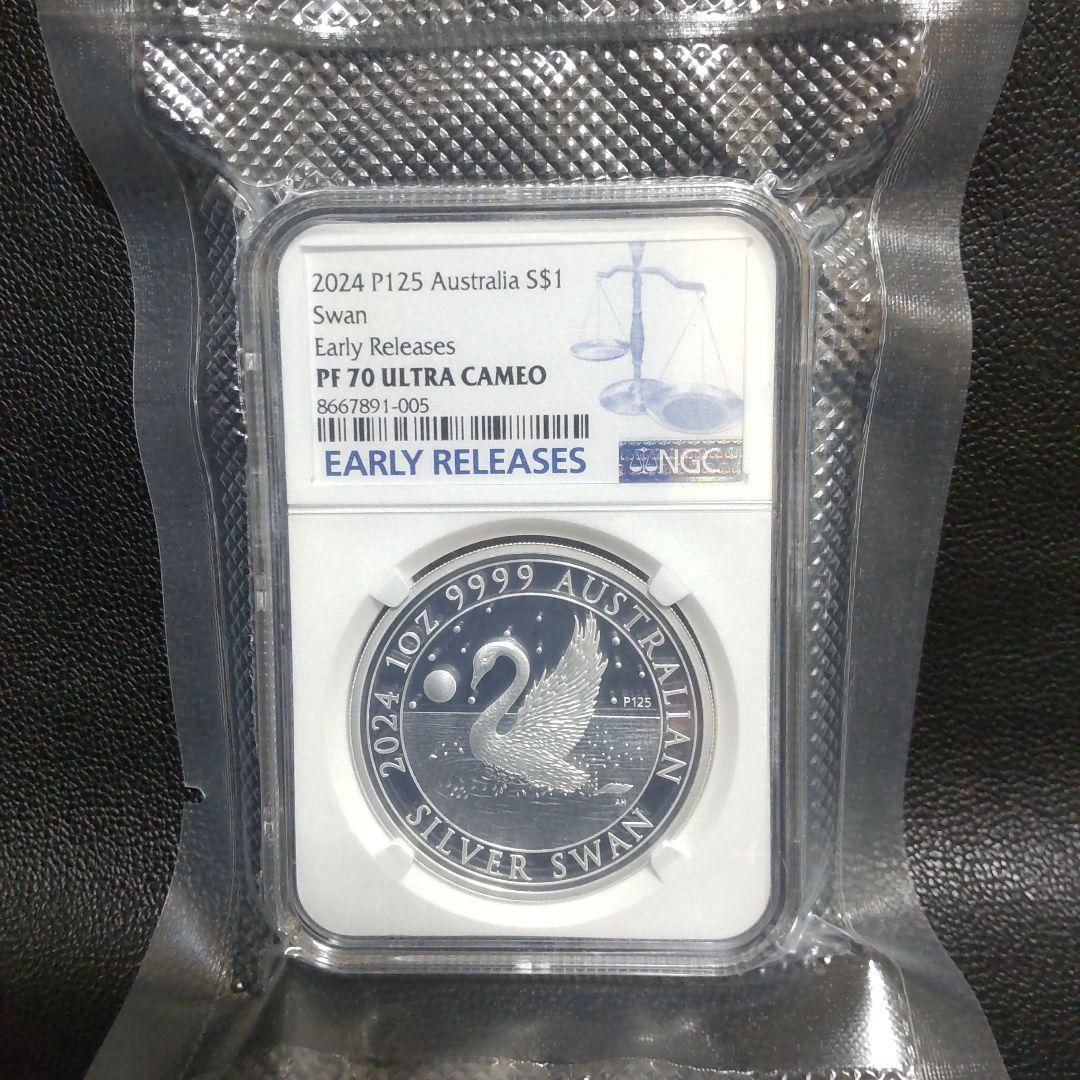 2024 P125 Australia S$1
Swan
Early Releases
PF 70 ULTRA CAMEO
8667891-005
EARLY RELEASES
NGC
2024 1OZ 9999 AUSTRALIAN
P125
AH
SILVER SWAN